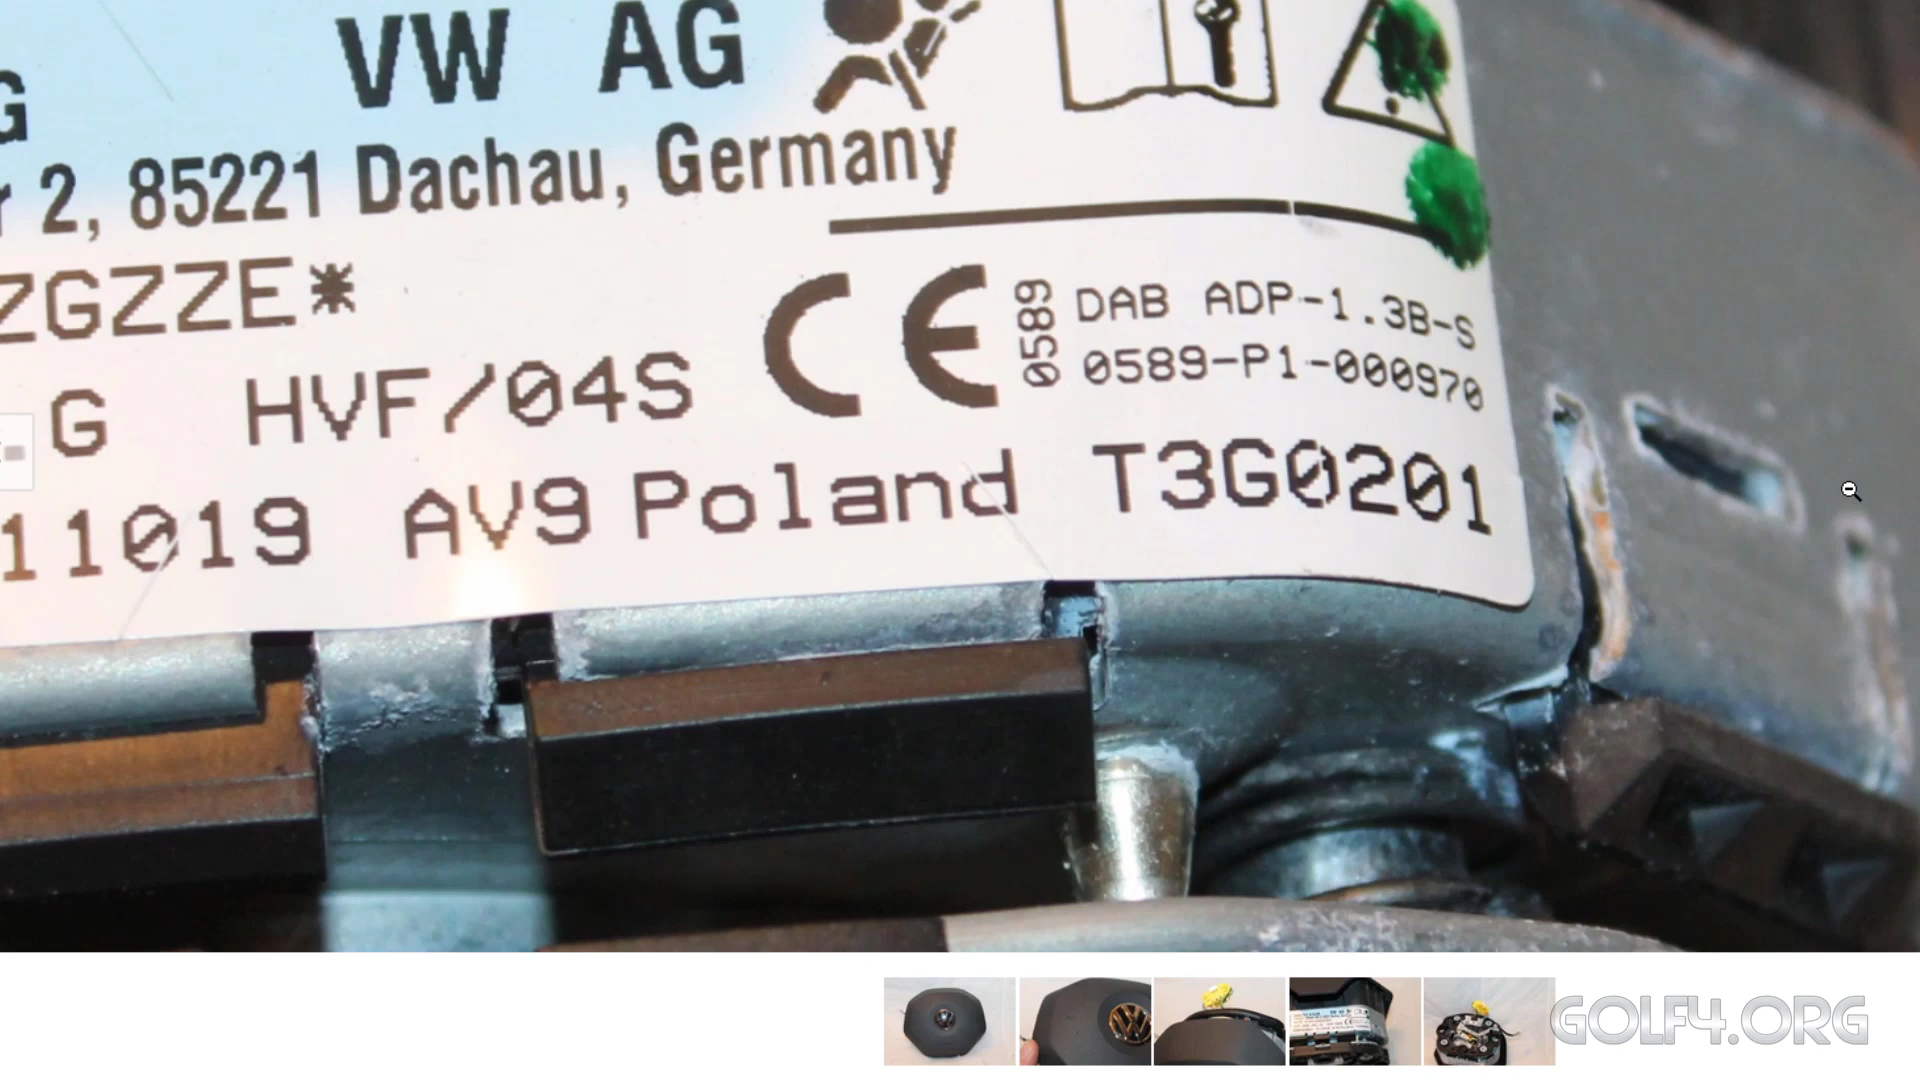 VW AG
G
r 2, 85221 Dachau, Germany
ZGZZE*
CE 0589 DAB ADP-1.3B-S
0589-P1-000970
G HVF/04S
11019 AV9 Poland T3G0201
GOLF4.ORG